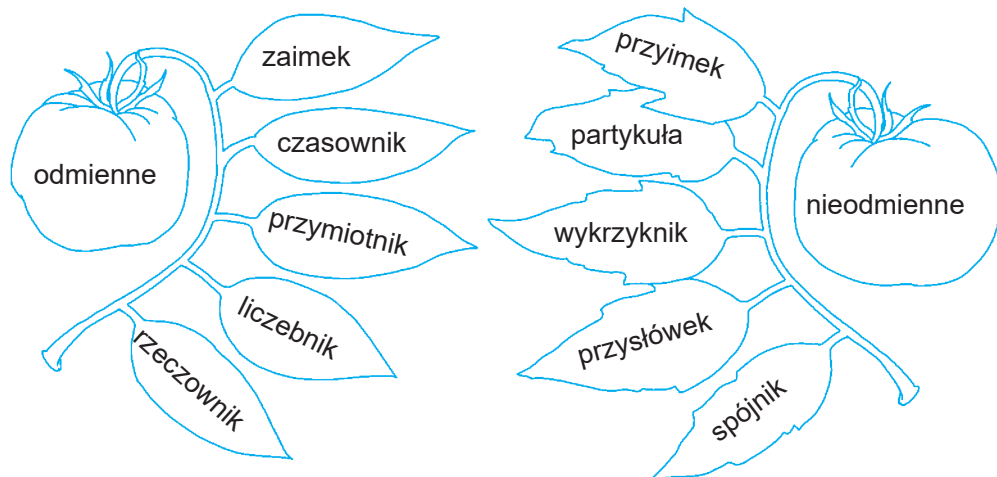 odmienne
zaimek
czasownik
przymiotnik
liczebnik
rzeczownik
przyimek
partykuła
wykrzyknik
przysłówek
spójnik
nieodmienne